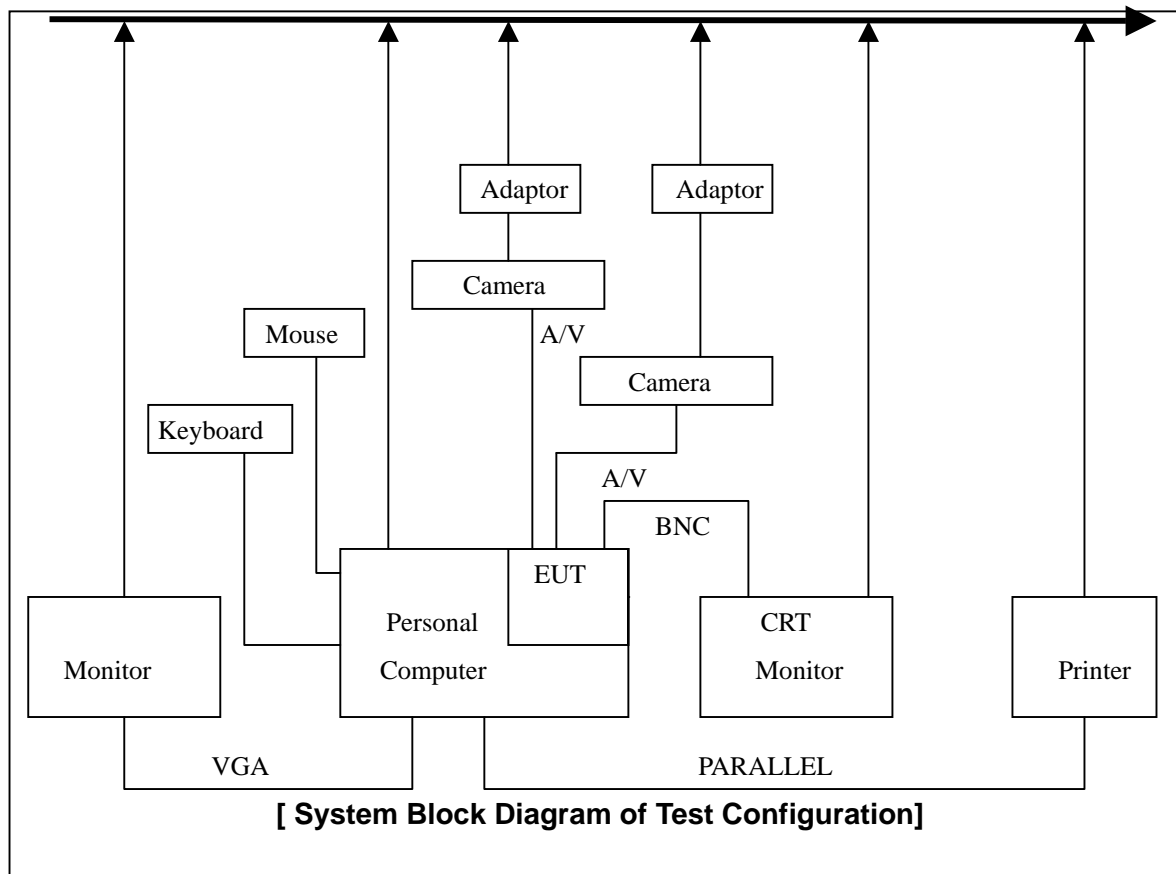 Adaptor
Adaptor
Camera
Mouse
A/V
Camera
Keyboard
A/V
BNC
EUT
Personal
Computer
CRT
Monitor
Monitor
Printer
VGA
PARALLEL
[ System Block Diagram of Test Configuration]